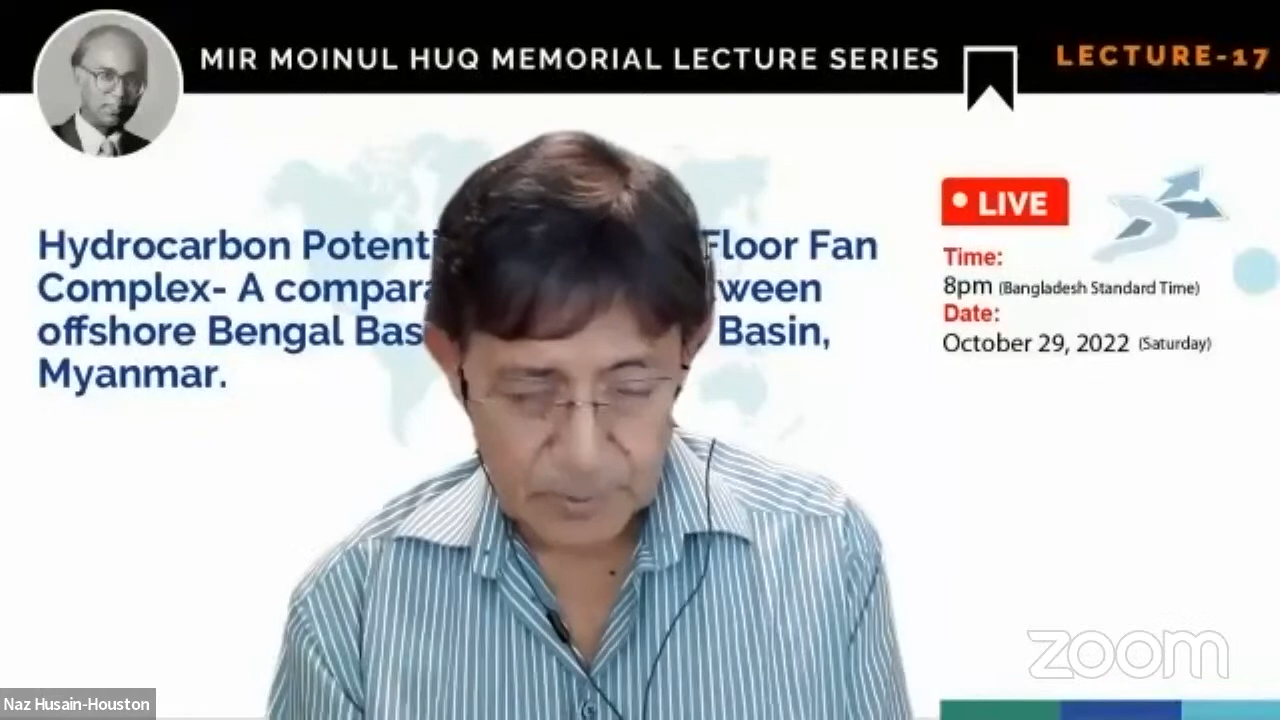 MIR MOINUL HUQ MEMORIAL LECTURE SERIES
LECTURE-17
Hydrocarbon Potenti Floor Fan
Complex- A compara ween
offshore Bengal Bas Basin,
Myanmar.
• LIVE
Time:
8pm (Bangladesh Standard Time)
Date:
October 29, 2022 (Saturday)
zoom
Naz Husain-Houston